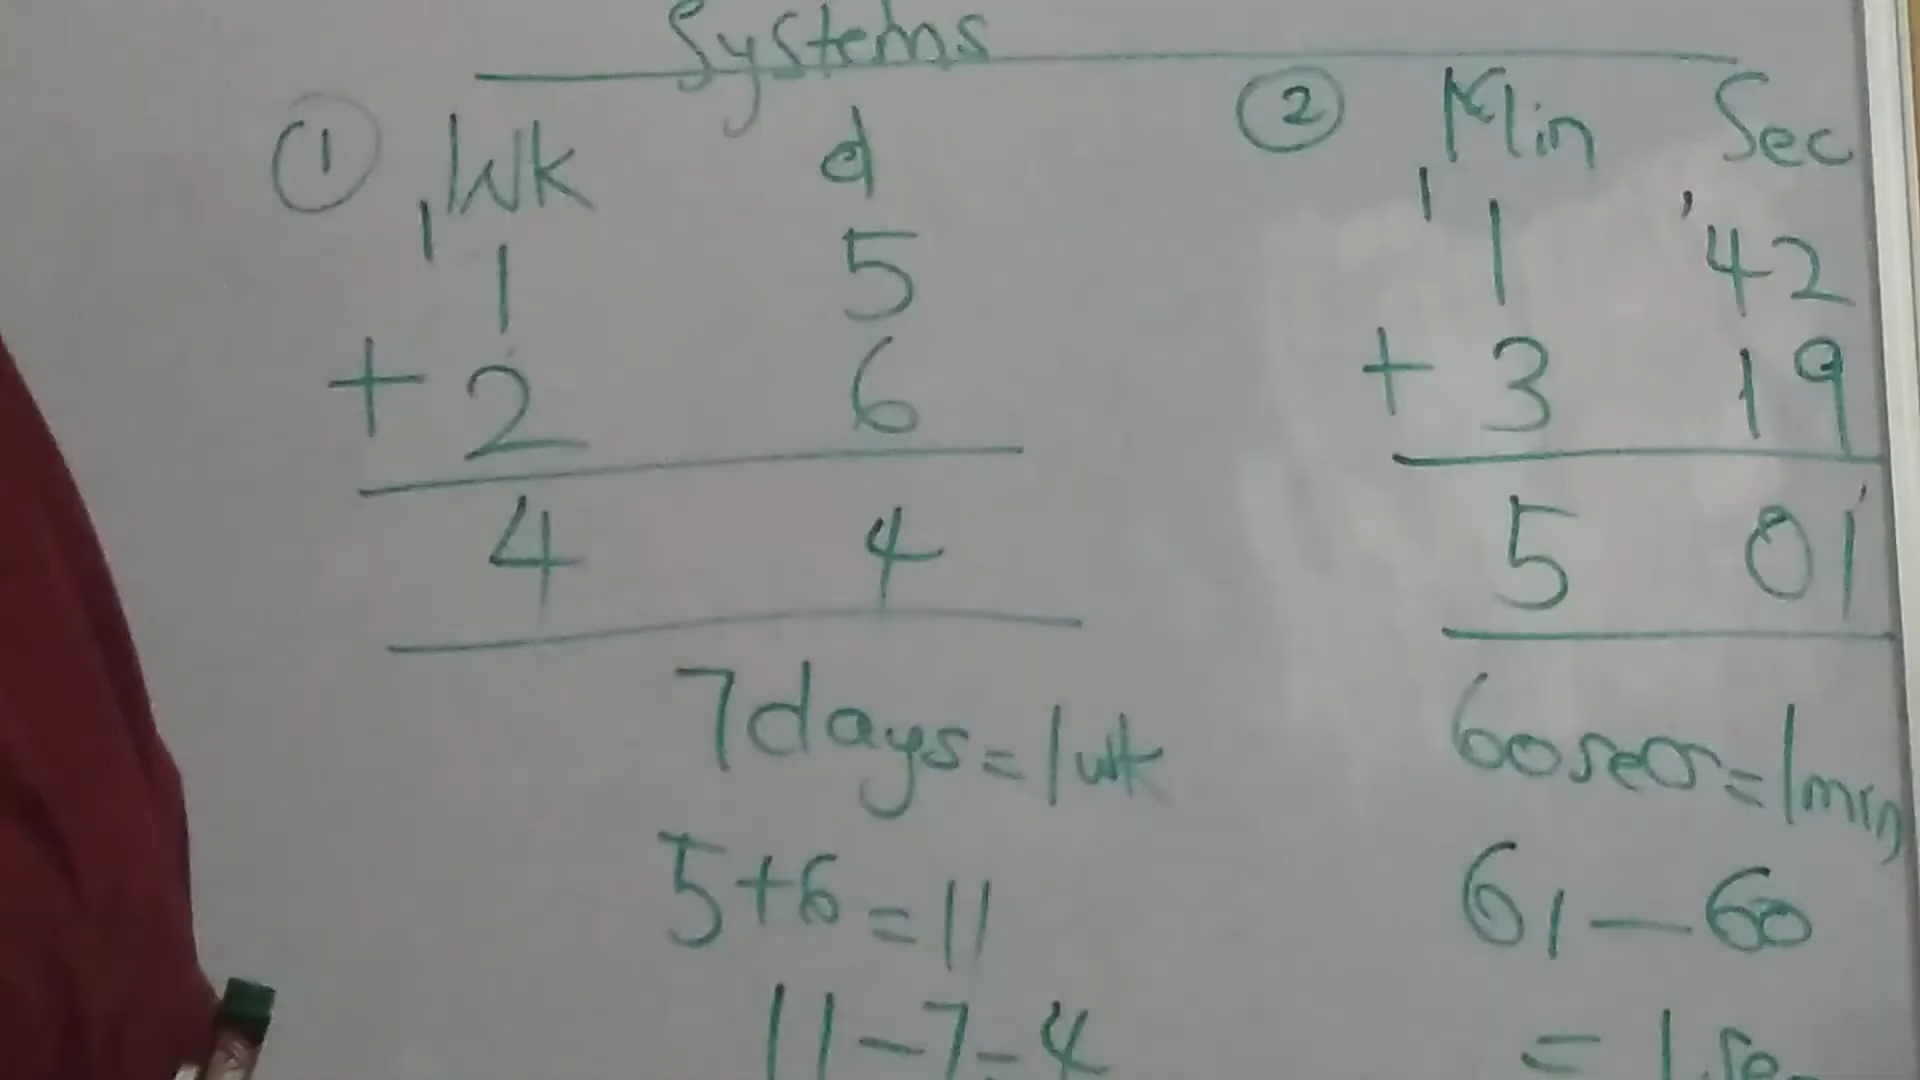 Systems
① Wk d
1
1 5
+ 2 6
4 4
7days = 1wk
5+6 = 11
11-7=4
② Min Sec
1 '
1 42
+ 3 19
5 01
60secs = 1min
61-60
= 1